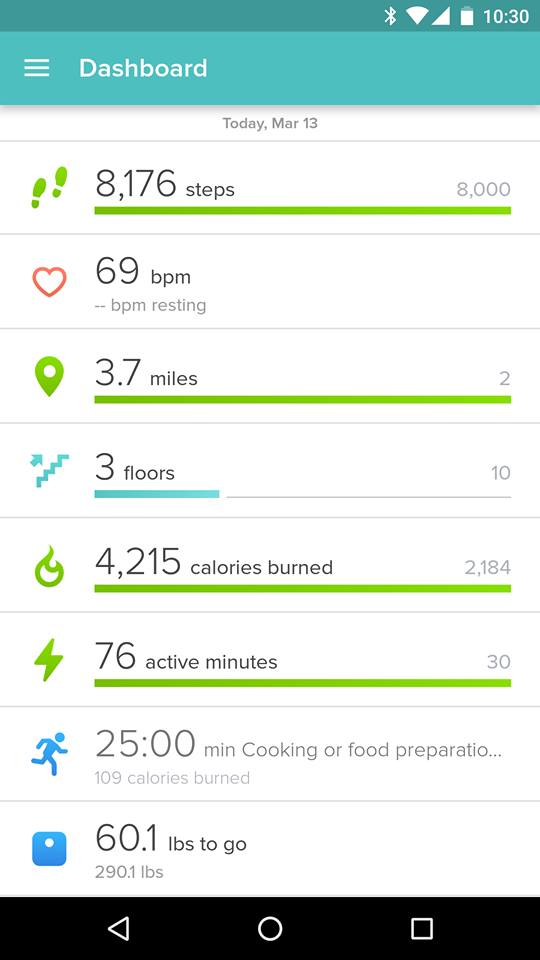 10:30
Dashboard
Today, Mar 13
8,176 steps 8,000
69 bpm
-- bpm resting
3.7 miles 2
3 floors 10
4,215 calories burned 2,184
76 active minutes 30
25:00 min Cooking or food preparatio...
109 calories burned
60.1 lbs to go
290.1 lbs